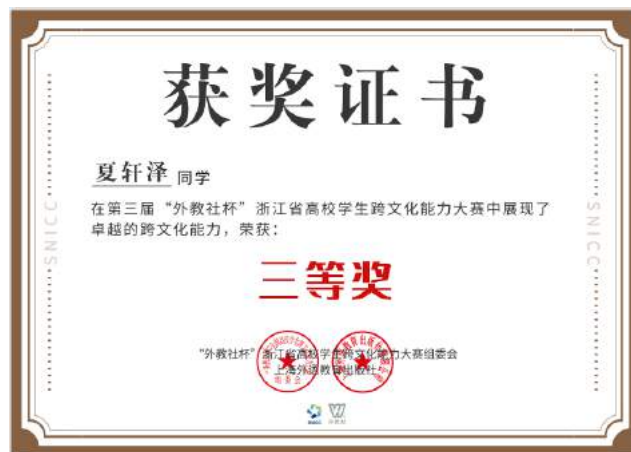 获奖证书
夏轩泽 同学
在第三届“外教社杯”浙江省高校学生跨文化能力大赛中展现了
卓越的跨文化能力，荣获：
三等奖
“外教社杯”浙江省高校学生跨文化能力大赛组委会
上海外语教育出版社
SNICC
SNICC